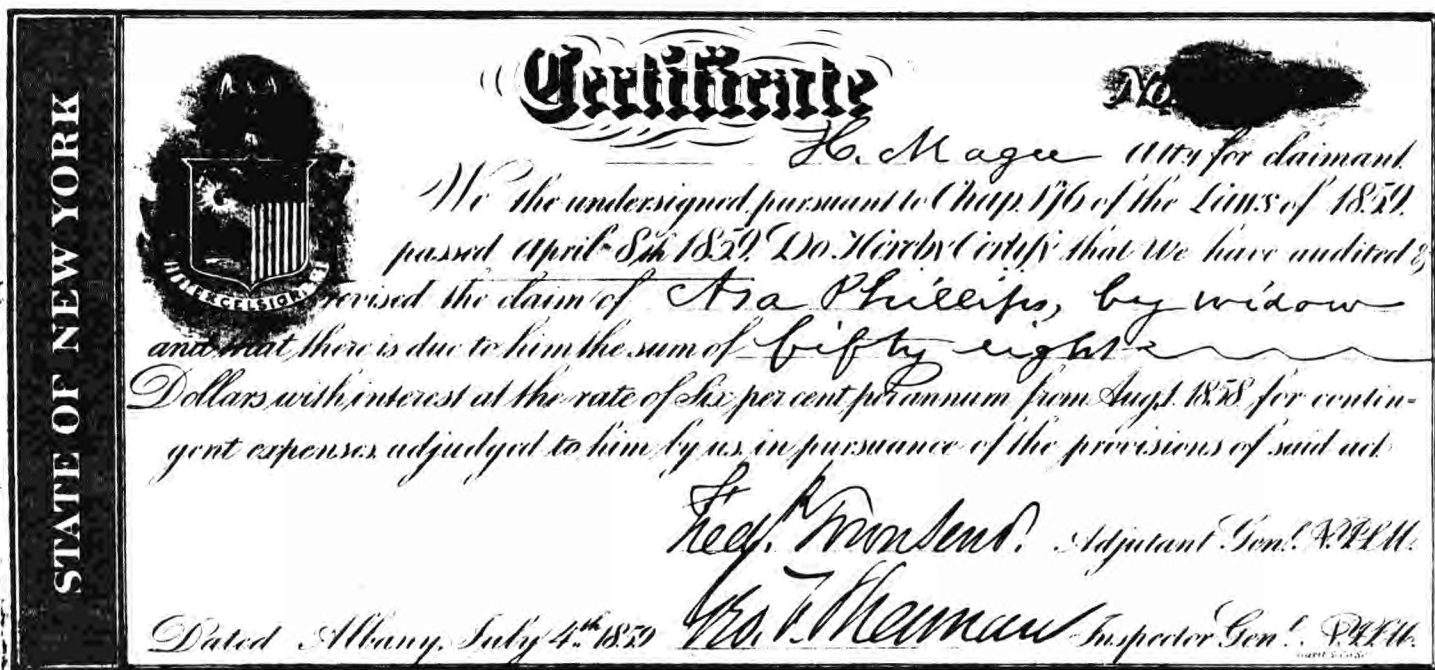 STATE OF NEW YORK
Certificate
No.
H. Magee Atty for claimant.
We the undersigned, pursuant to Chap. 176 of the Laws of 1859.
passed April 8th 1859. Do Hereby Certify that We have audited &
revised the claim of Asa Phillips, by widow
EXCELSIOR
and that there is due to him the sum of fifty eight
Dollars with interest at the rate of Six per cent per annum from Aug. 1. 1858 for contin=
gent expenses adjudged to him by us in pursuance of the provisions of said act.
Fredk. Townsend. Adjutant Genl.
Dated Albany, July 4th 1859 Inspector Genl.